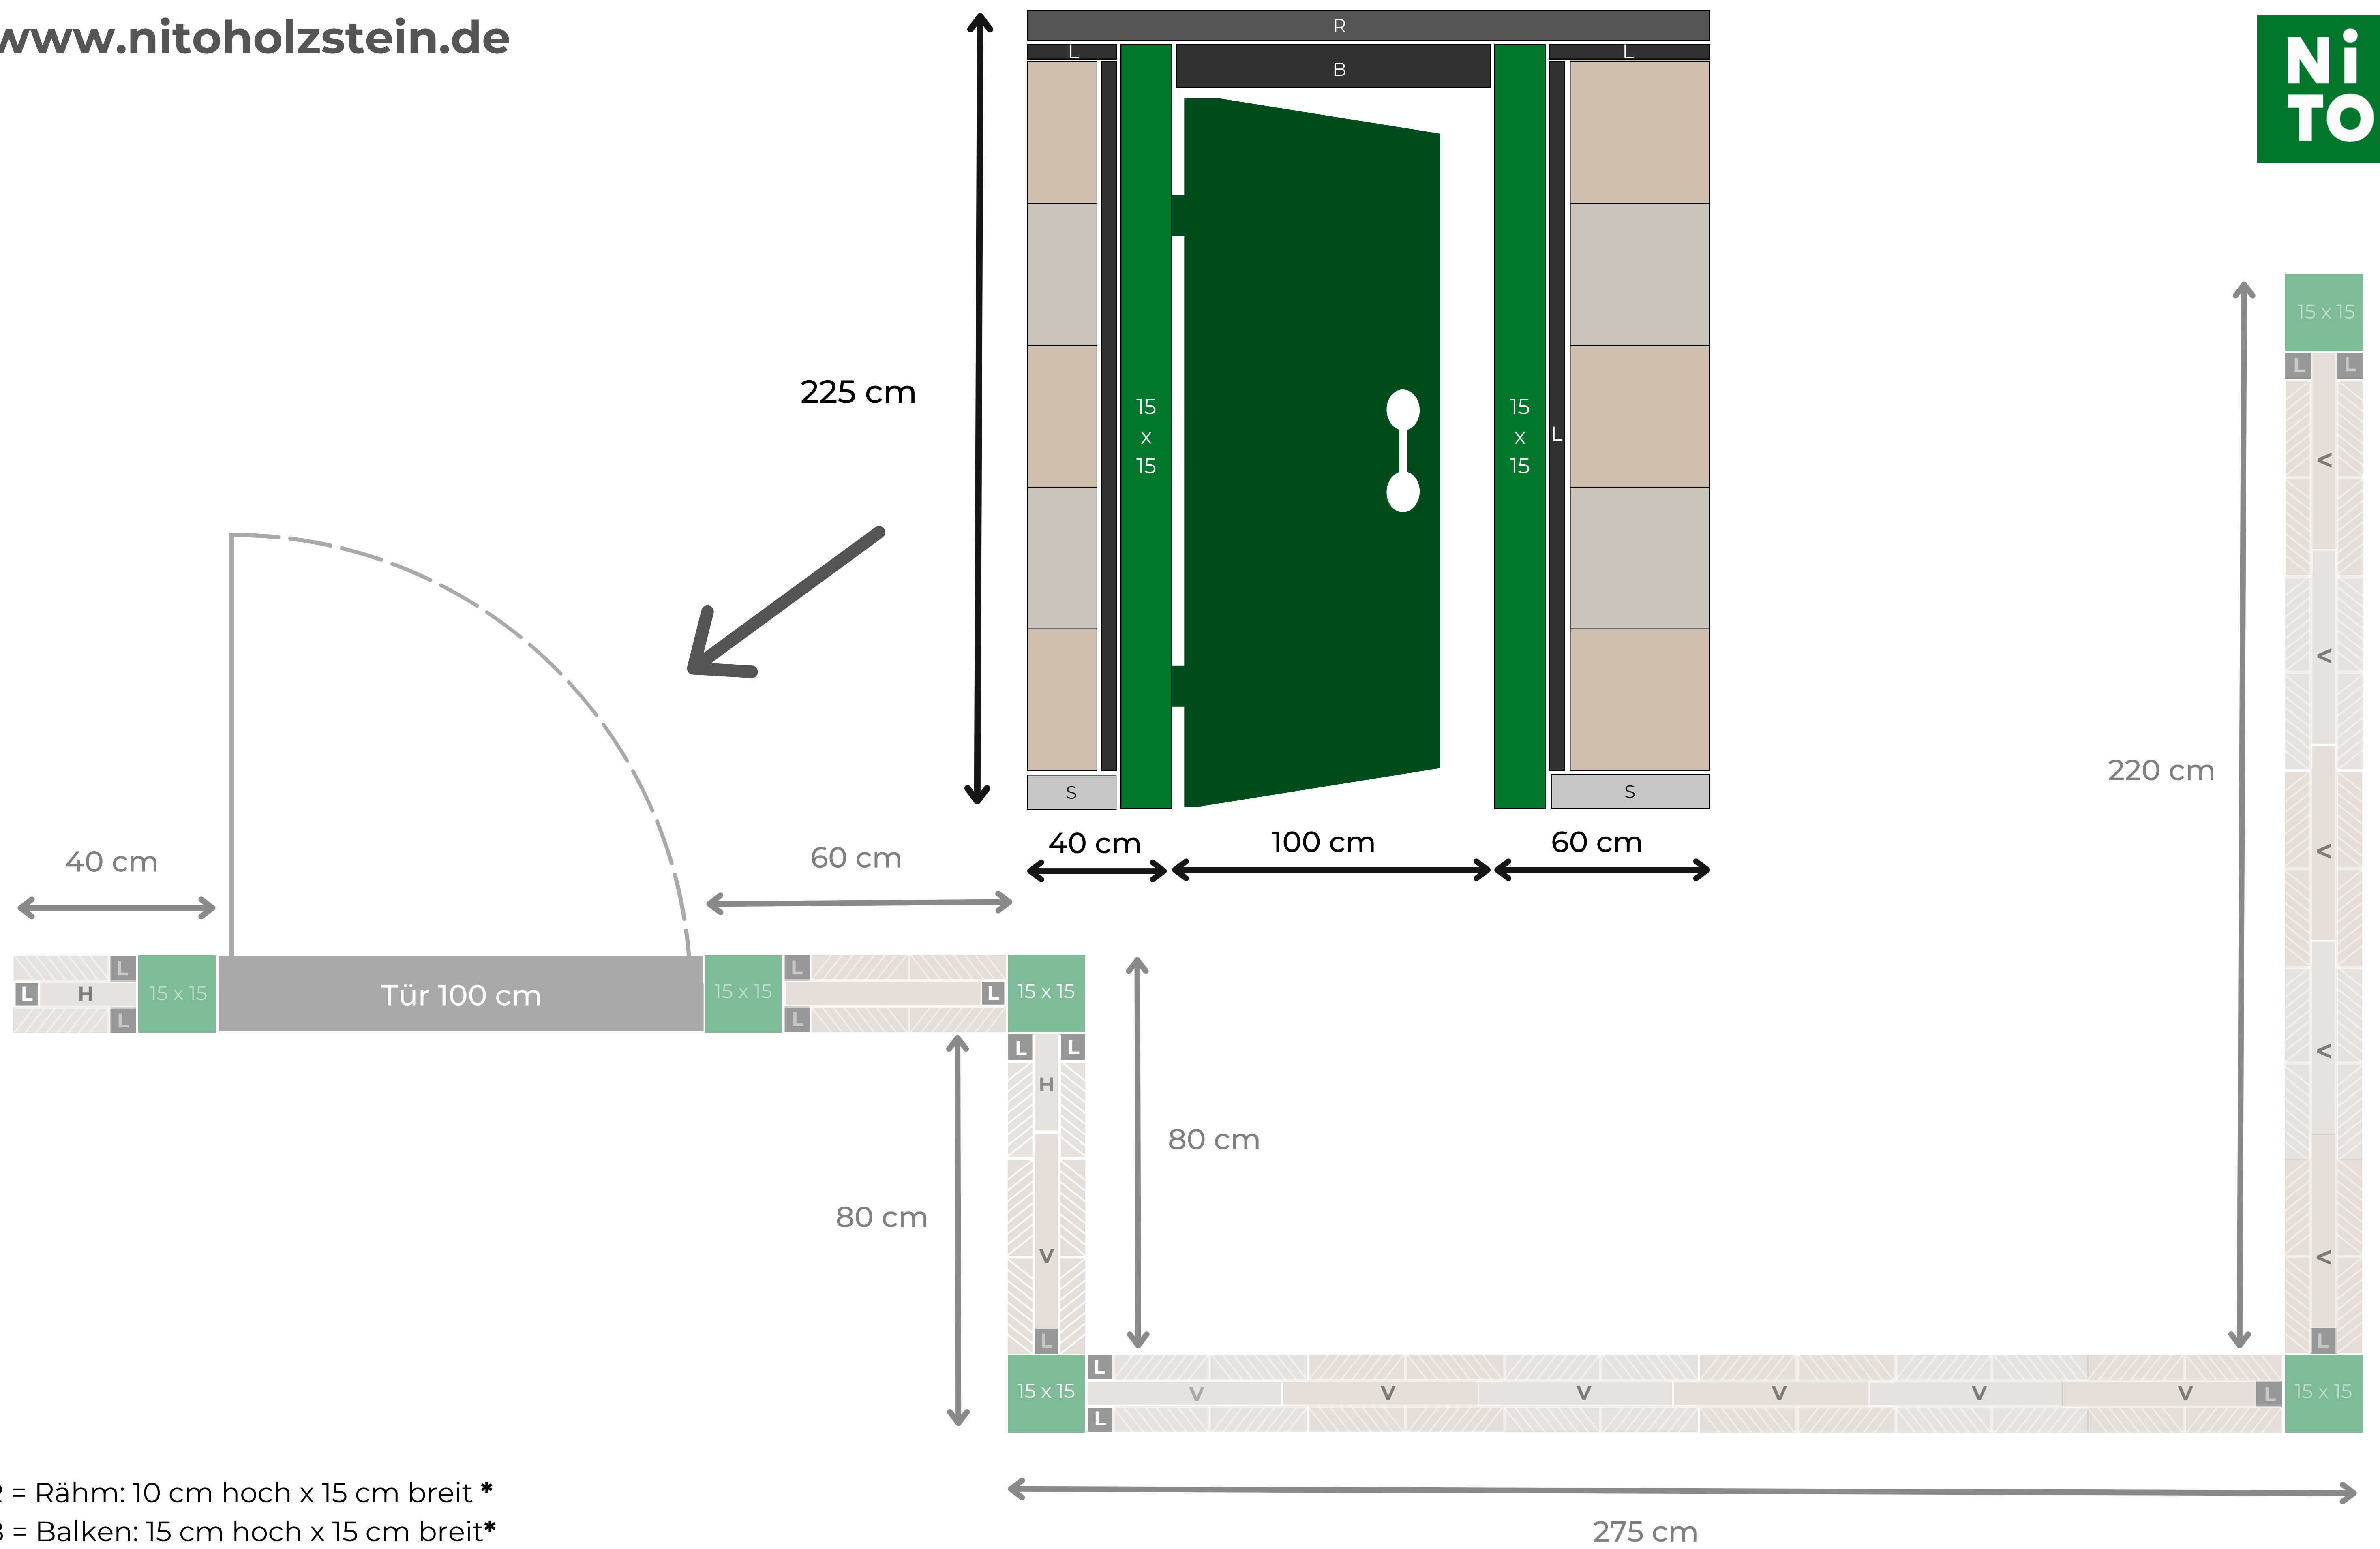 www.nitoholzstein.de
Ni
TO
R
L
B
L
225 cm
15
x
15
15
x
15
L
S
S
40 cm
100 cm
60 cm
15 x 15
L
L
<
<
<
<
<
L
220 cm
40 cm
60 cm
L
L
H
L
15 x 15
Tür 100 cm
15 x 15
L
L
L
15 x 15
L
L
H
V
L
80 cm
80 cm
15 x 15
L
L
V
V
V
V
V
V
L
15 x 15
275 cm
R = Rähm: 10 cm hoch x 15 cm breit *
B = Balken: 15 cm hoch x 15 cm breit*